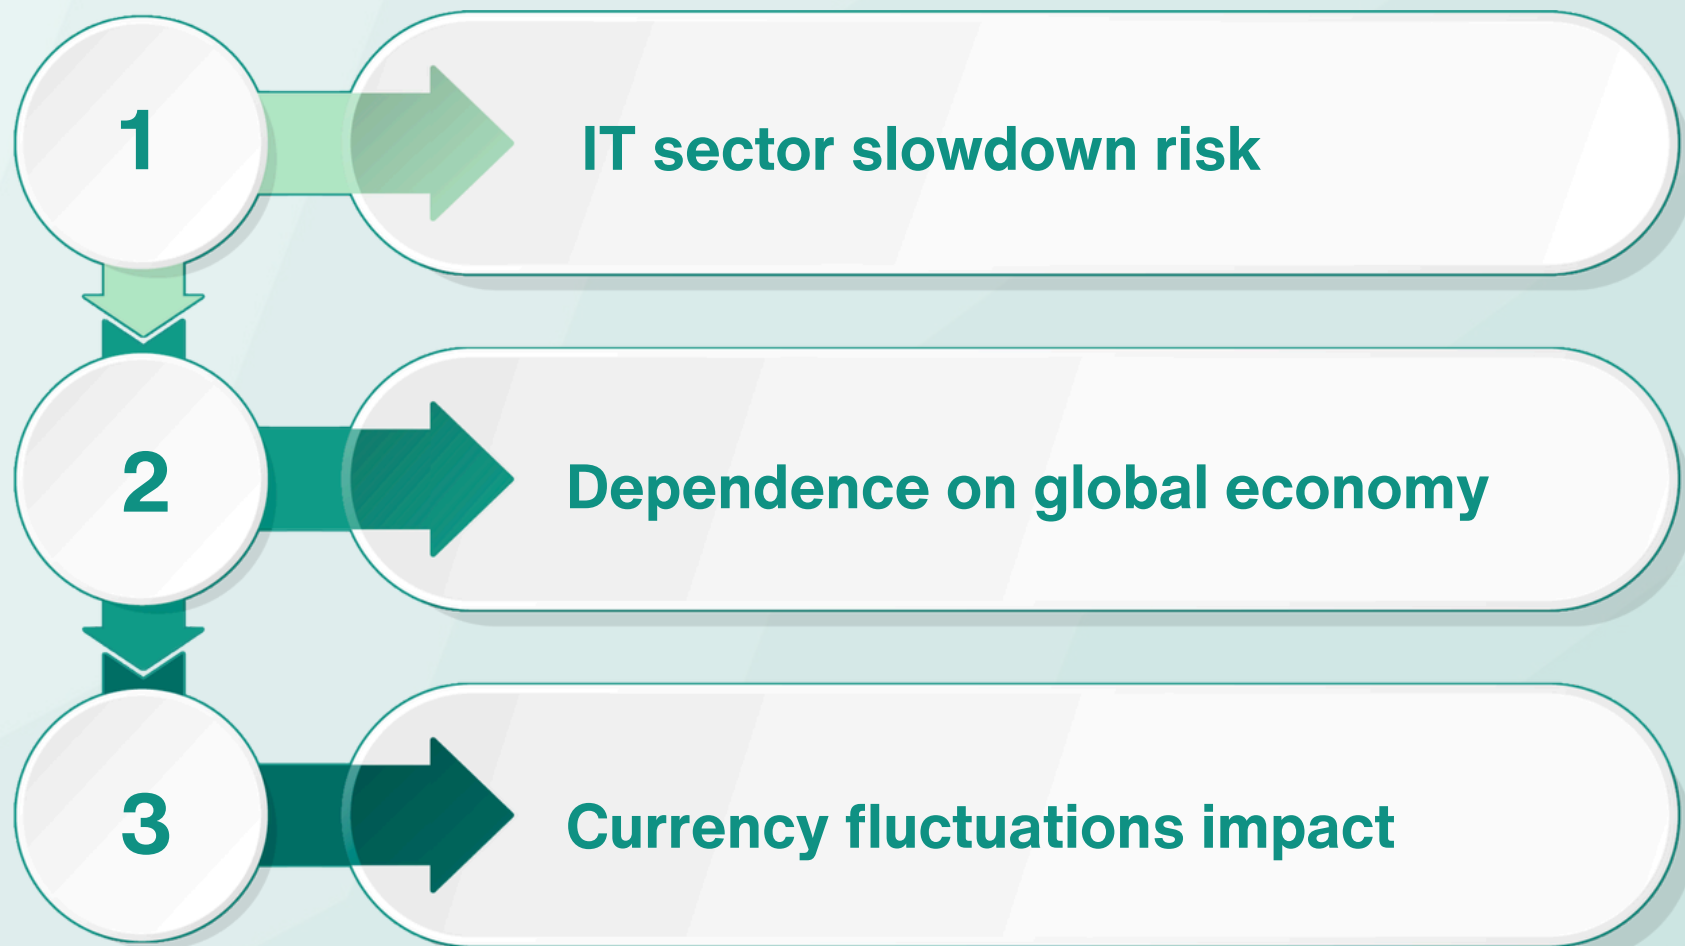 1
IT sector slowdown risk
2
Dependence on global economy
3
Currency fluctuations impact